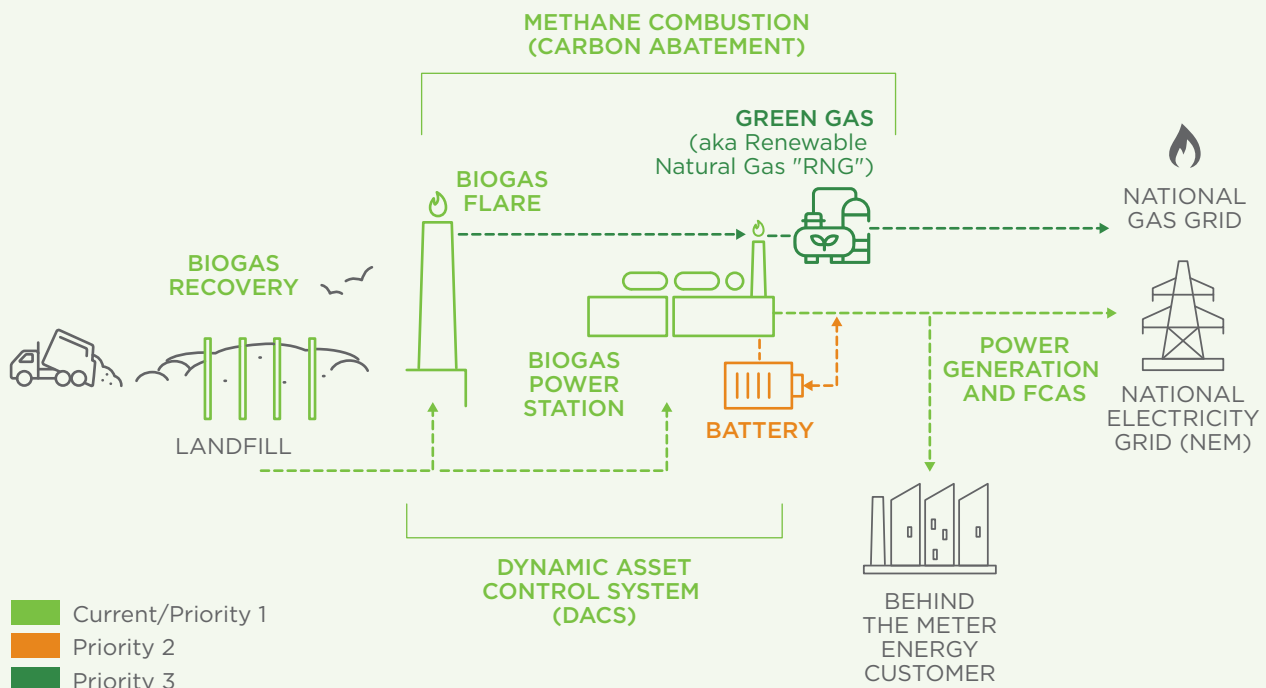 METHANE COMBUSTION
(CARBON ABATEMENT)
GREEN GAS
(aka Renewable
Natural Gas "RNG")
BIOGAS
FLARE
NATIONAL
GAS GRID
BIOGAS
RECOVERY
LANDFILL
BIOGAS
POWER
STATION
BATTERY
POWER
GENERATION
AND FCAS
NATIONAL
ELECTRICITY
GRID (NEM)
DYNAMIC ASSET
CONTROL SYSTEM
(DACS)
BEHIND
THE METER
ENERGY
CUSTOMER
Current/Priority 1
Priority 2
Priority 3